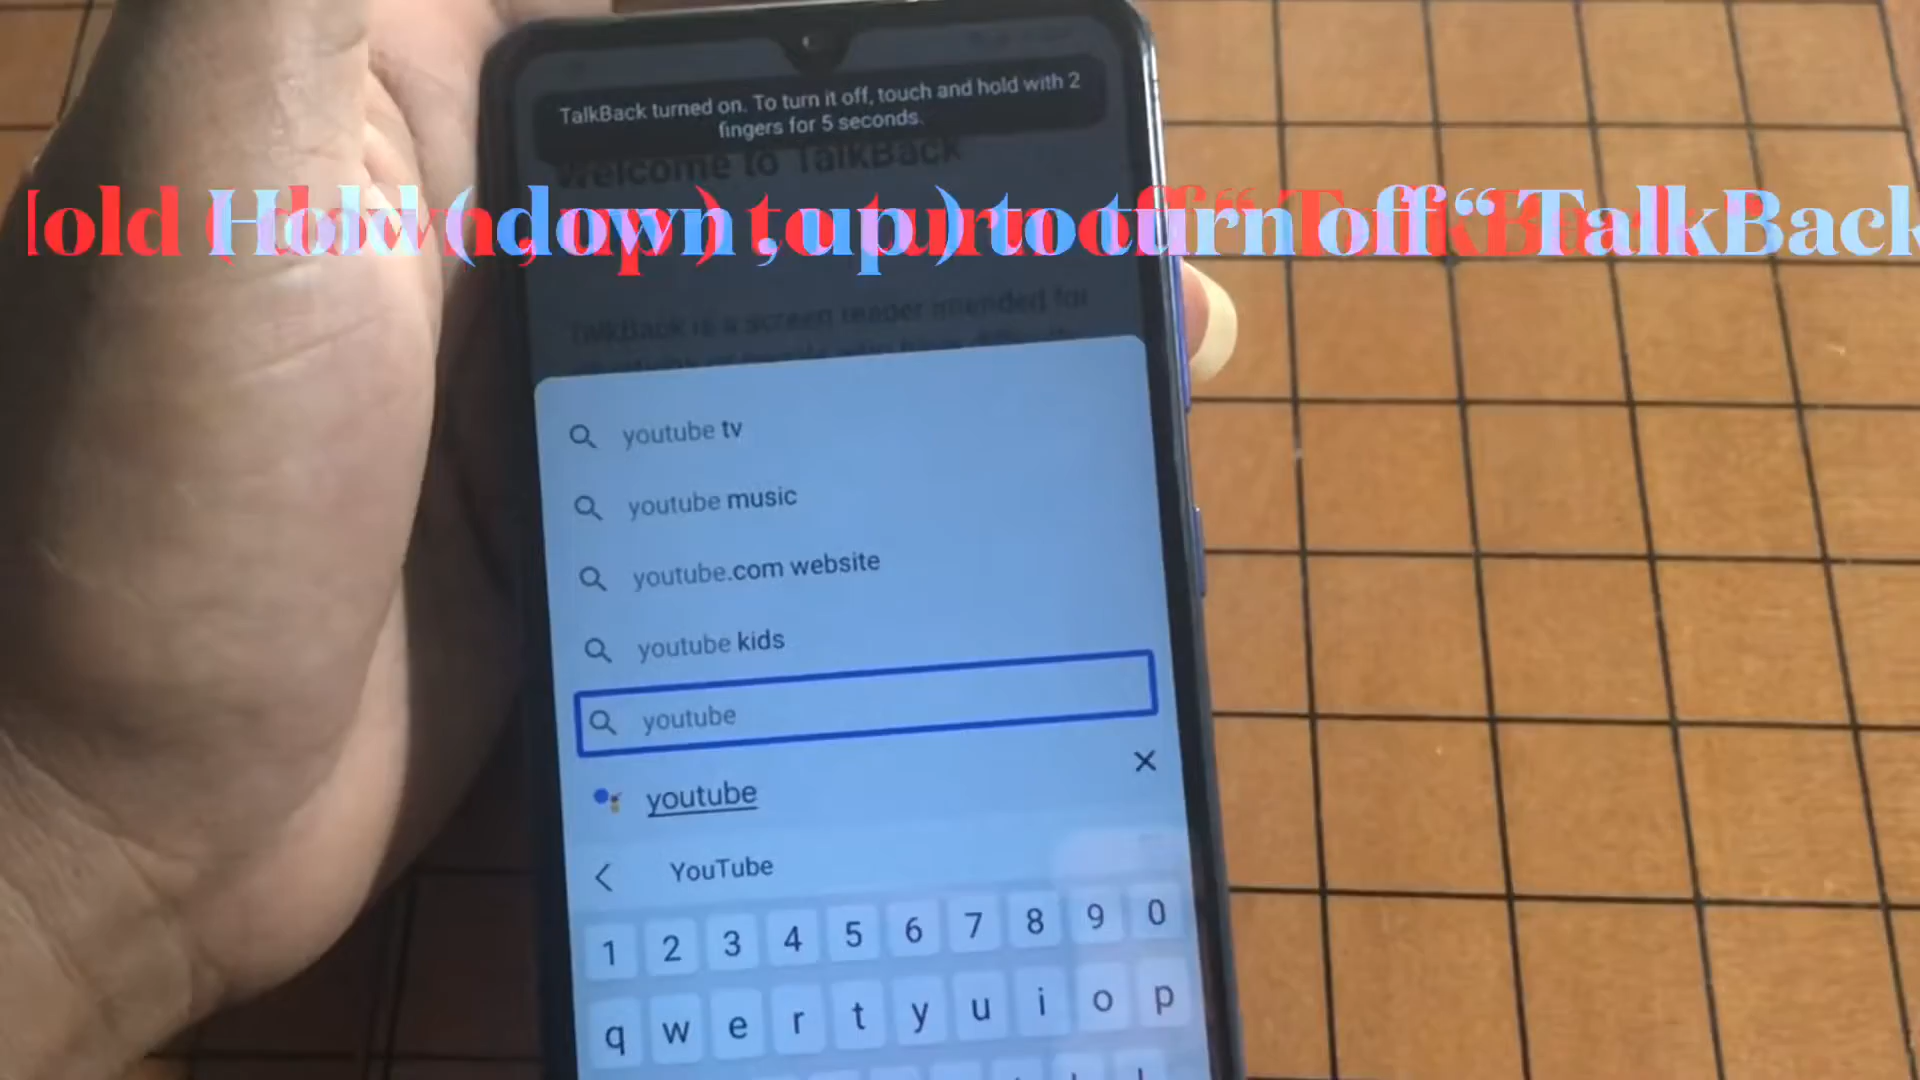 TalkBack turned on. To turn it off, touch and hold with 2
fingers for 5 seconds.
Welcome to TalkBack
Hold (down , up ) to turn off “ TalkBack
TalkBack is a screen reader intended for
youtube tv
youtube music
youtube.com website
youtube kids
youtube
youtube
YouTube
1 2 3 4 5 6 7 8 9 0
q w e r t y u i o p